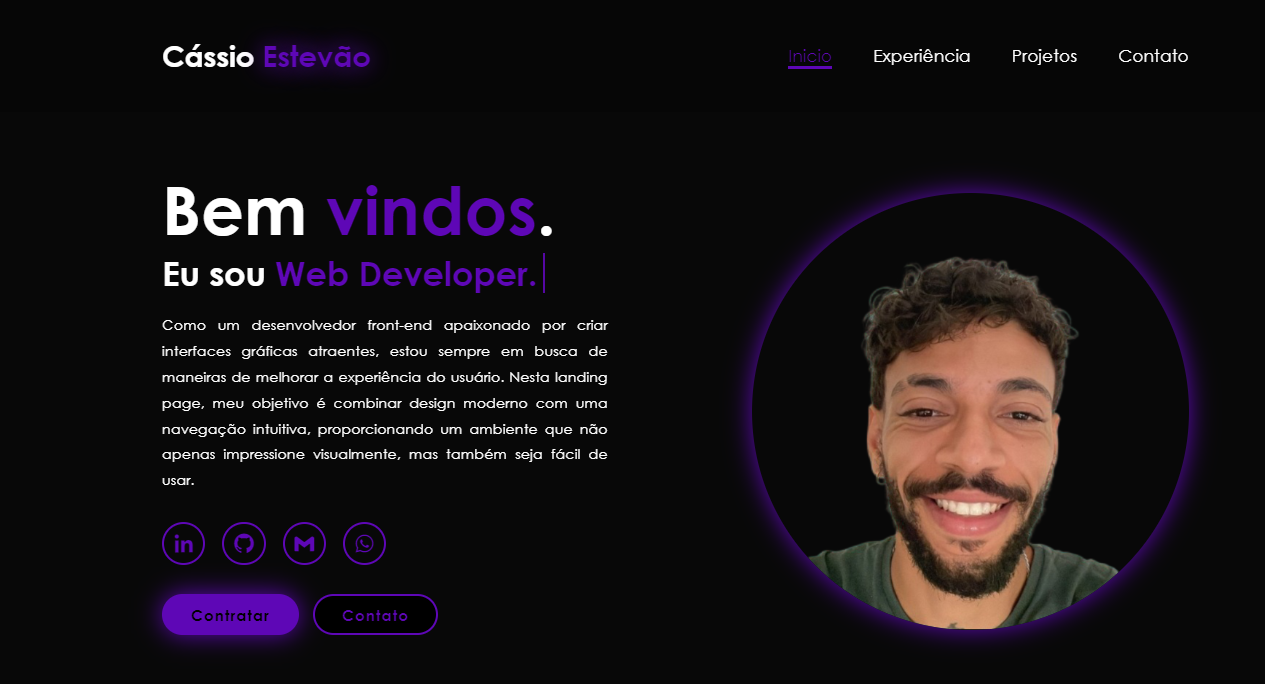 Cássio Estevão
Inicio Experiência Projetos Contato
Bem vindos.
Eu sou Web Developer.
Como um desenvolvedor front-end apaixonado por criar
interfaces gráficas atraentes, estou sempre em busca de
maneiras de melhorar a experiência do usuário. Nesta landing
page, meu objetivo é combinar design moderno com uma
navegação intuitiva, proporcionando um ambiente que não
apenas impressione visualmente, mas também seja fácil de
usar.
in
Contratar Contato